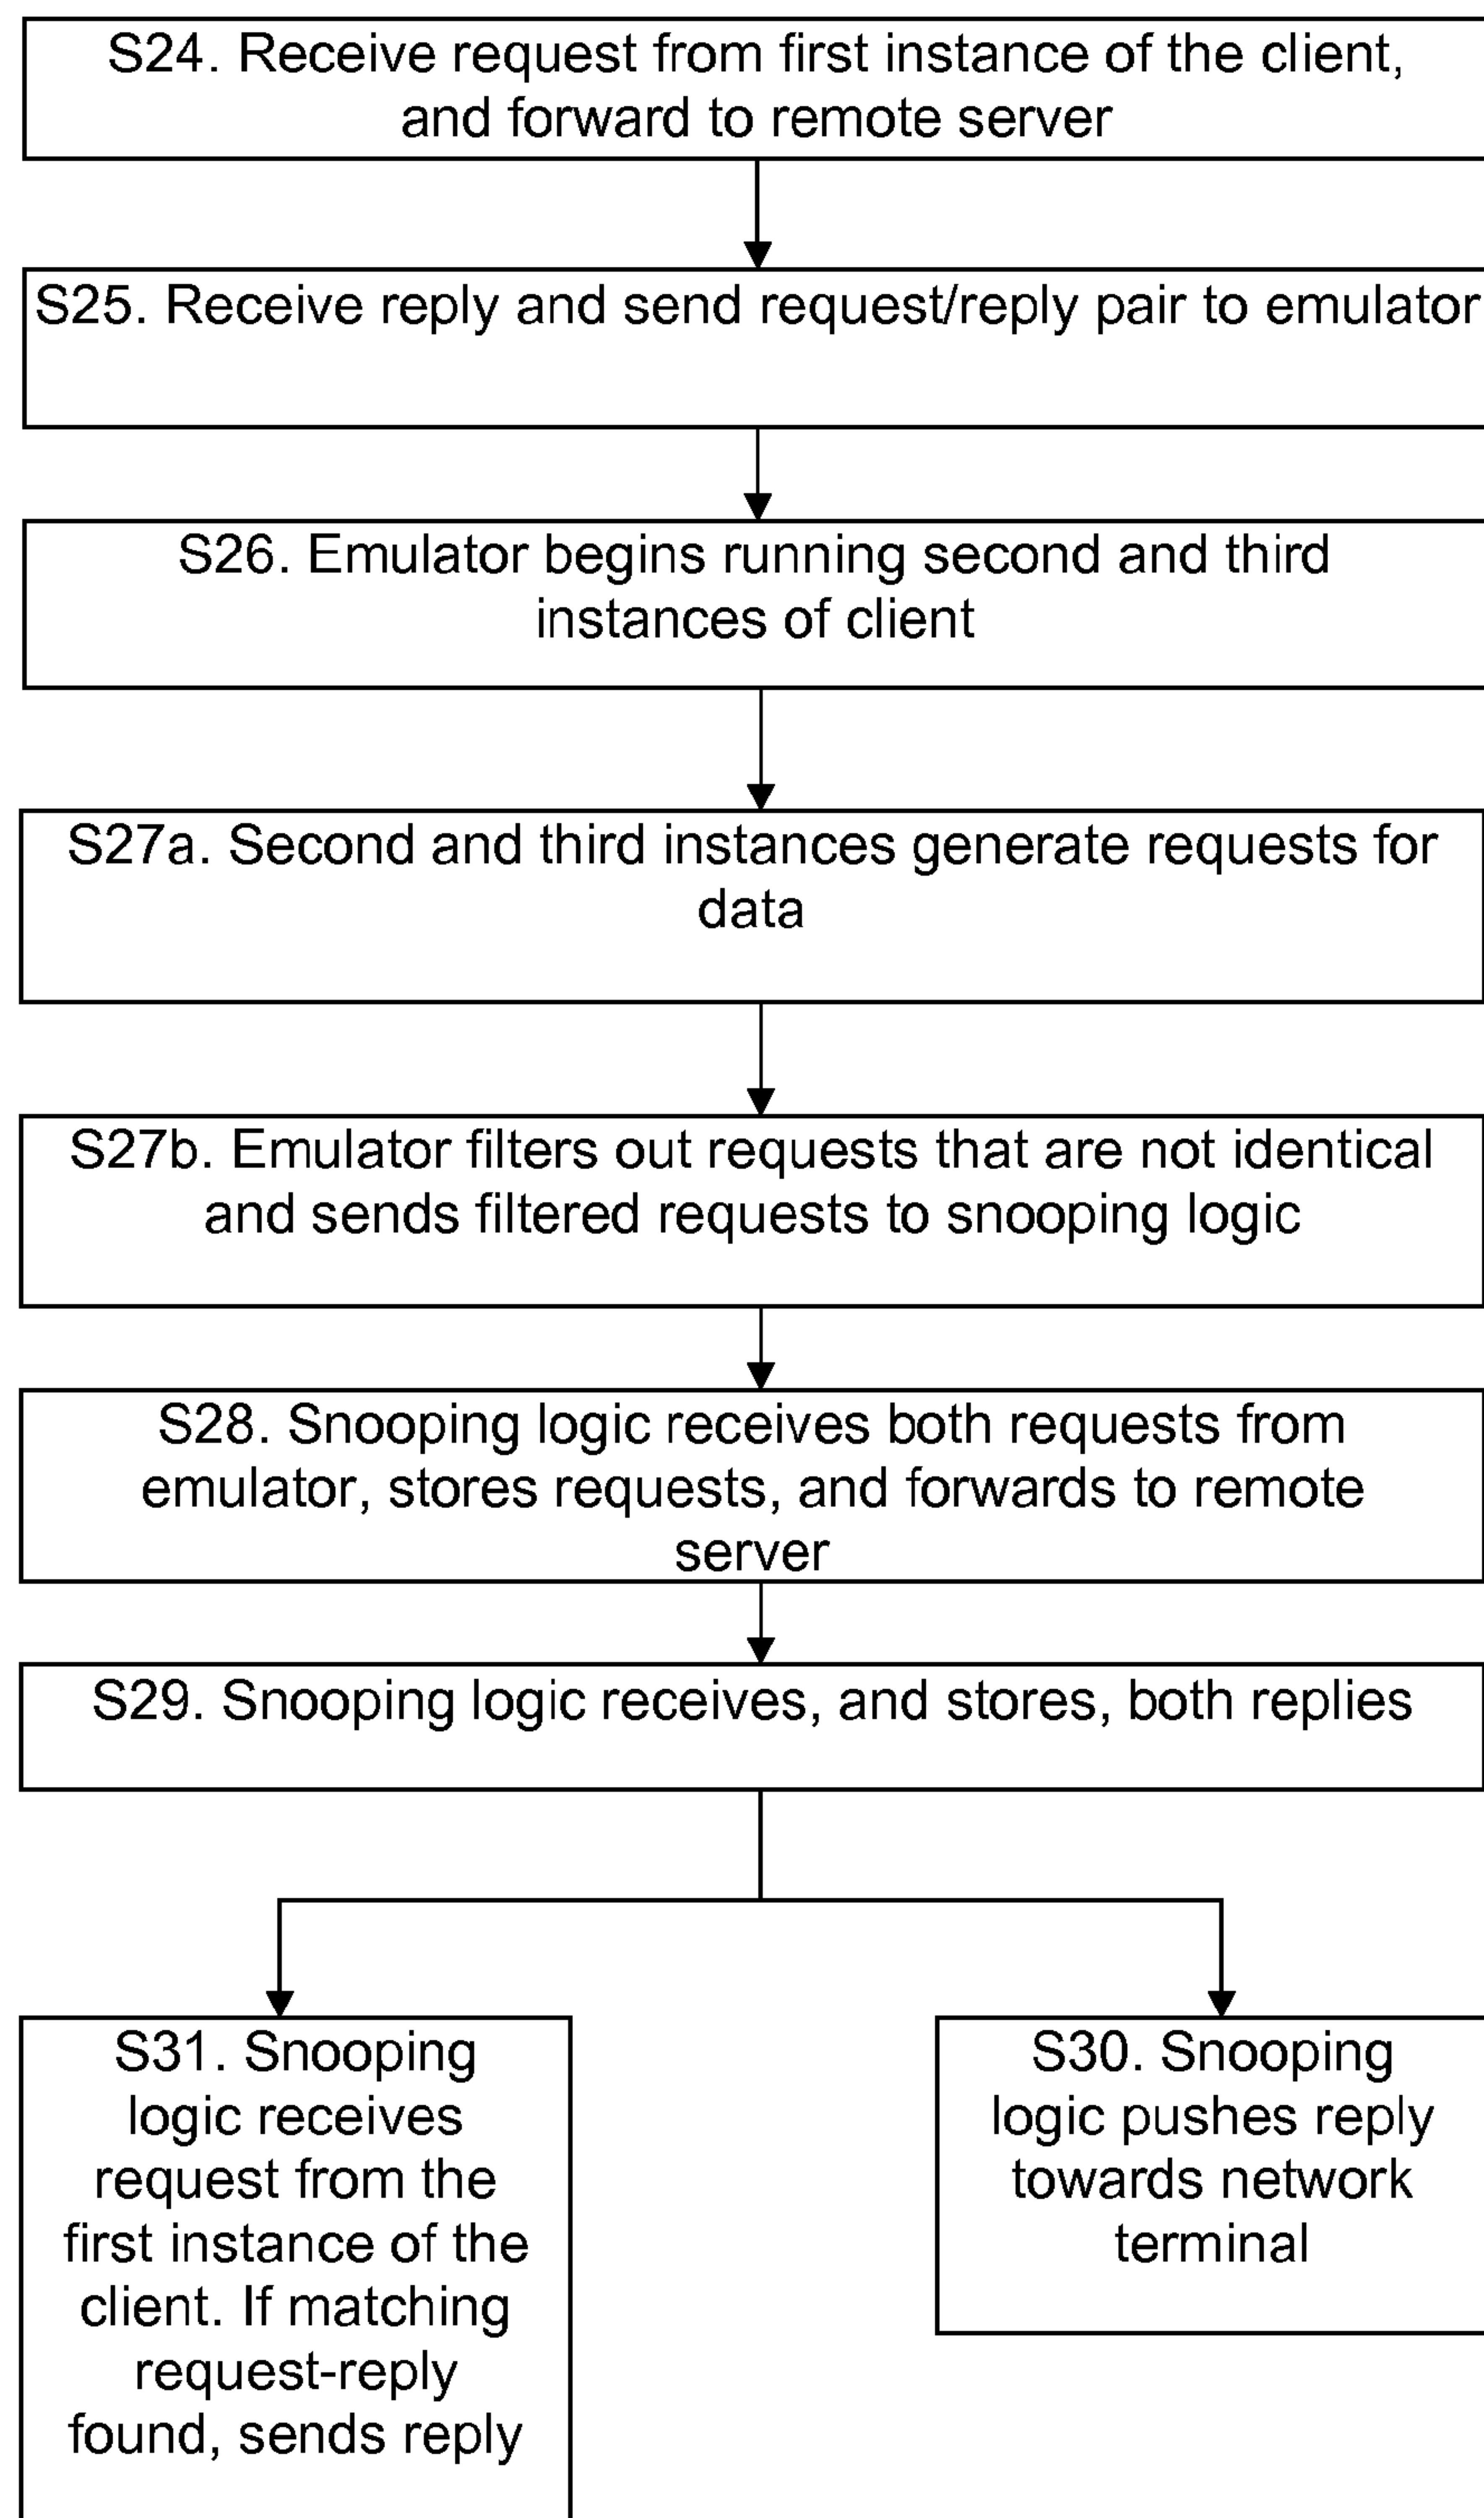 S24. Receive request from first instance of the client,
and forward to remote server
S25. Receive reply and send request/reply pair to emulator
S26. Emulator begins running second and third
instances of client
S27a. Second and third instances generate requests for
data
S27b. Emulator filters out requests that are not identical
and sends filtered requests to snooping logic
S28. Snooping logic receives both requests from
emulator, stores requests, and forwards to remote
server
S29. Snooping logic receives, and stores, both replies
S31. Snooping
logic receives
request from the
first instance of the
client. If matching
request-reply
found, sends reply
S30. Snooping
logic pushes reply
towards network
terminal